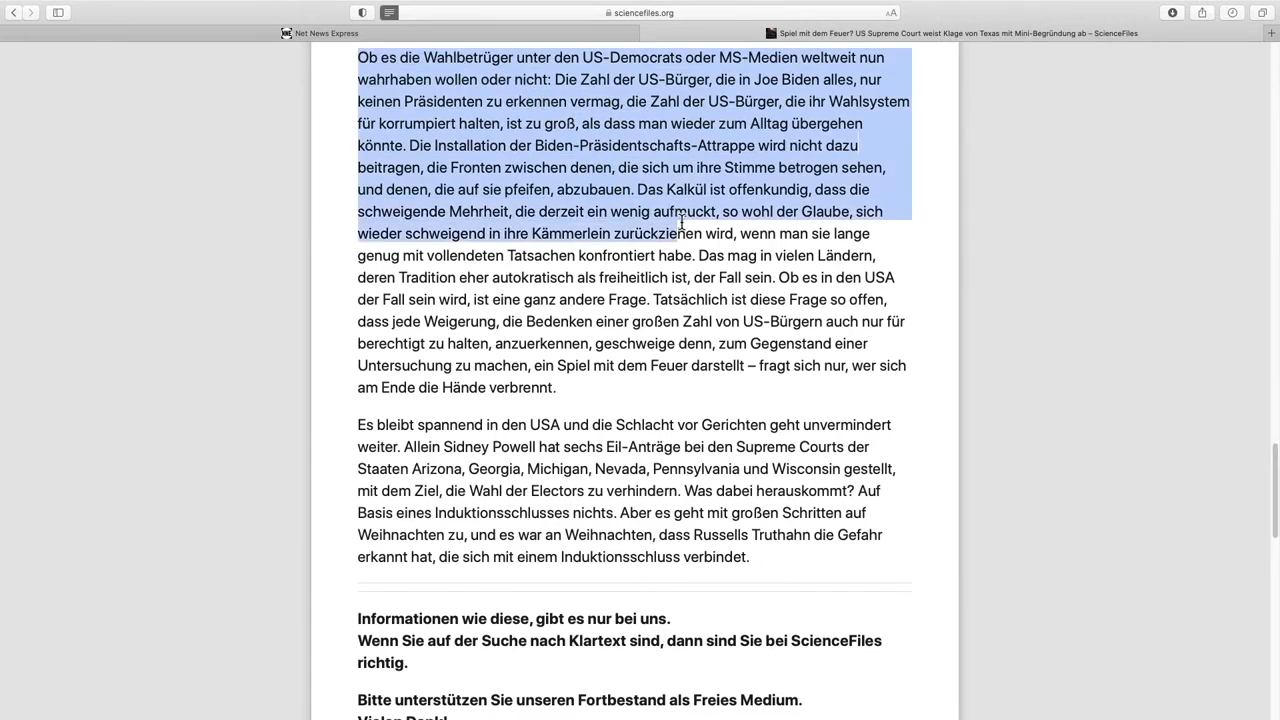 sciencefiles.org
AA
Net News Express
Spiel mit dem Feuer? US Supreme Court weist Klage von Texas mit Mini-Begründung ab – ScienceFiles
Ob es die Wahlbetrüger unter den US-Democrats oder MS-Medien weltweit nun
wahrhaben wollen oder nicht: Die Zahl der US-Bürger, die in Joe Biden alles, nur
keinen Präsidenten zu erkennen vermag, die Zahl der US-Bürger, die ihr Wahlsystem
für korrumpiert halten, ist zu groß, als dass man wieder zum Alltag übergehen
könnte. Die Installation der Biden-Präsidentschafts-Attrappe wird nicht dazu
beitragen, die Fronten zwischen denen, die sich um ihre Stimme betrogen sehen,
und denen, die auf sie pfeifen, abzubauen. Das Kalkül ist offenkundig, dass die
schweigende Mehrheit, die derzeit ein wenig aufmuckt, so wohl der Glaube, sich
wieder schweigend in ihre Kämmerlein zurückziehen wird, wenn man sie lange
genug mit vollendeten Tatsachen konfrontiert habe. Das mag in vielen Ländern,
deren Tradition eher autokratisch als freiheitlich ist, der Fall sein. Ob es in den USA
der Fall sein wird, ist eine ganz andere Frage. Tatsächlich ist diese Frage so offen,
dass jede Weigerung, die Bedenken einer großen Zahl von US-Bürgern auch nur für
berechtigt zu halten, anzuerkennen, geschweige denn, zum Gegenstand einer
Untersuchung zu machen, ein Spiel mit dem Feuer darstellt – fragt sich nur, wer sich
am Ende die Hände verbrennt.
Es bleibt spannend in den USA und die Schlacht vor Gerichten geht unvermindert
weiter. Allein Sidney Powell hat sechs Eil-Anträge bei den Supreme Courts der
Staaten Arizona, Georgia, Michigan, Nevada, Pennsylvania und Wisconsin gestellt,
mit dem Ziel, die Wahl der Electors zu verhindern. Was dabei herauskommt? Auf
Basis eines Induktionsschlusses nichts. Aber es geht mit großen Schritten auf
Weihnachten zu, und es war an Weihnachten, dass Russells Truthahn die Gefahr
erkannt hat, die sich mit einem Induktionsschluss verbindet.
Informationen wie diese, gibt es nur bei uns.
Wenn Sie auf der Suche nach Klartext sind, dann sind Sie bei ScienceFiles
richtig.
Bitte unterstützen Sie unseren Fortbestand als Freies Medium.
Vielen Dank!